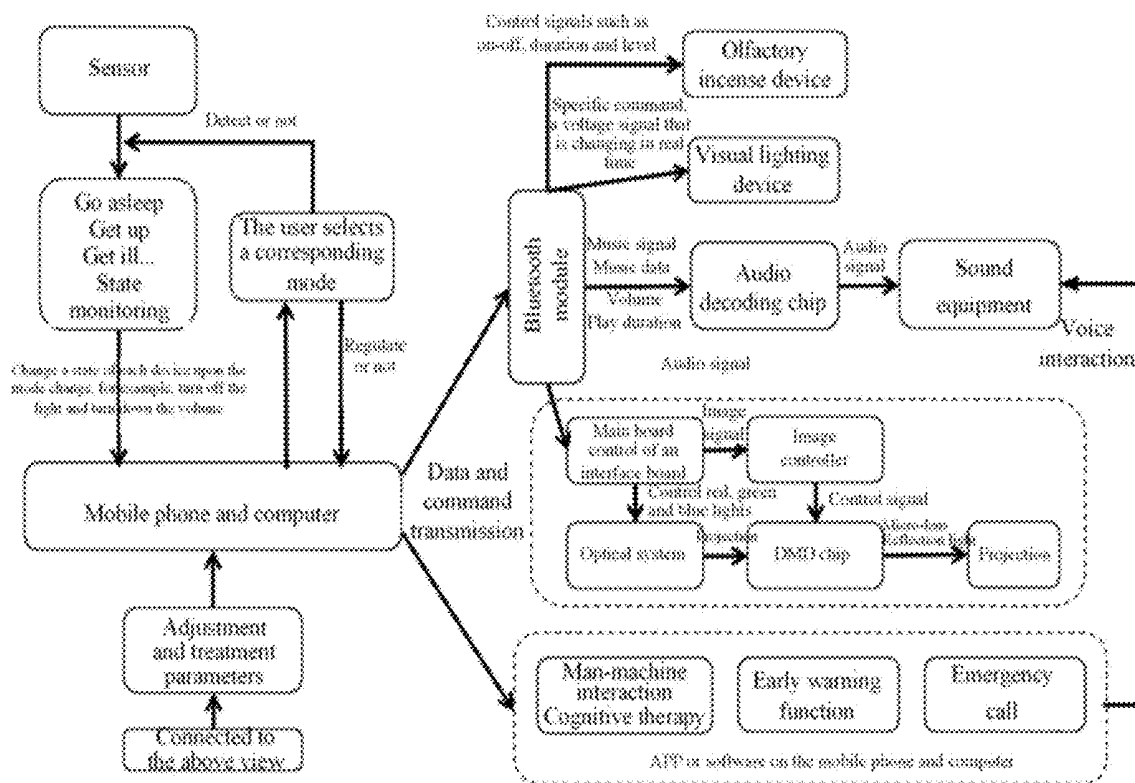 Control signals such as
on-off, duration and level
Olfactory
incense device
Sensor
Detect or not
Specific command,
a voltage signal that
is changing in real
time
Visual lighting
device
Go asleep
Get up
Get ill...
State
monitoring
The user selects
a corresponding
mode
Bluetooth
module
Music signal
Music data
Volume
Play duration
Audio
decoding chip
Audio
signal
Sound
equipment
Voice
interaction
Change a state of each device upon the
mode change, for example, turn off the
light and turn down the volume
Regulate
or not
Audio signal
Main board
control of an
interface board
Image
signal
Image
controller
Mobile phone and computer
Data and
command
transmission
Control red, green
and blue lights
Control signal
Optical system
DMD chip
reflection light
Projection
Adjustment
and treatment
parameters
Connected to
the above view
Man-machine
interaction
Cognitive therapy
Early warning
function
Emergency
call
APP or software on the mobile phone and computer